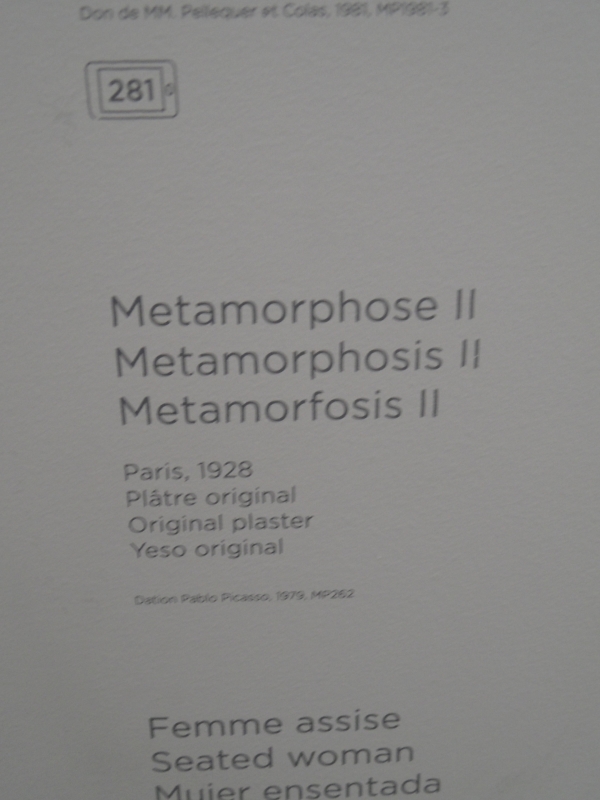 Don de MM. Pellequer et Colas, 1981, MP1981-3
281
Metamorphose II
Metamorphosis II
Metamorfosis II
Paris, 1928
Plâtre original
Original plaster
Yeso original
Dation Pablo Picasso, 1979, MP262
Femme assise
Seated woman
Mujer ensentada